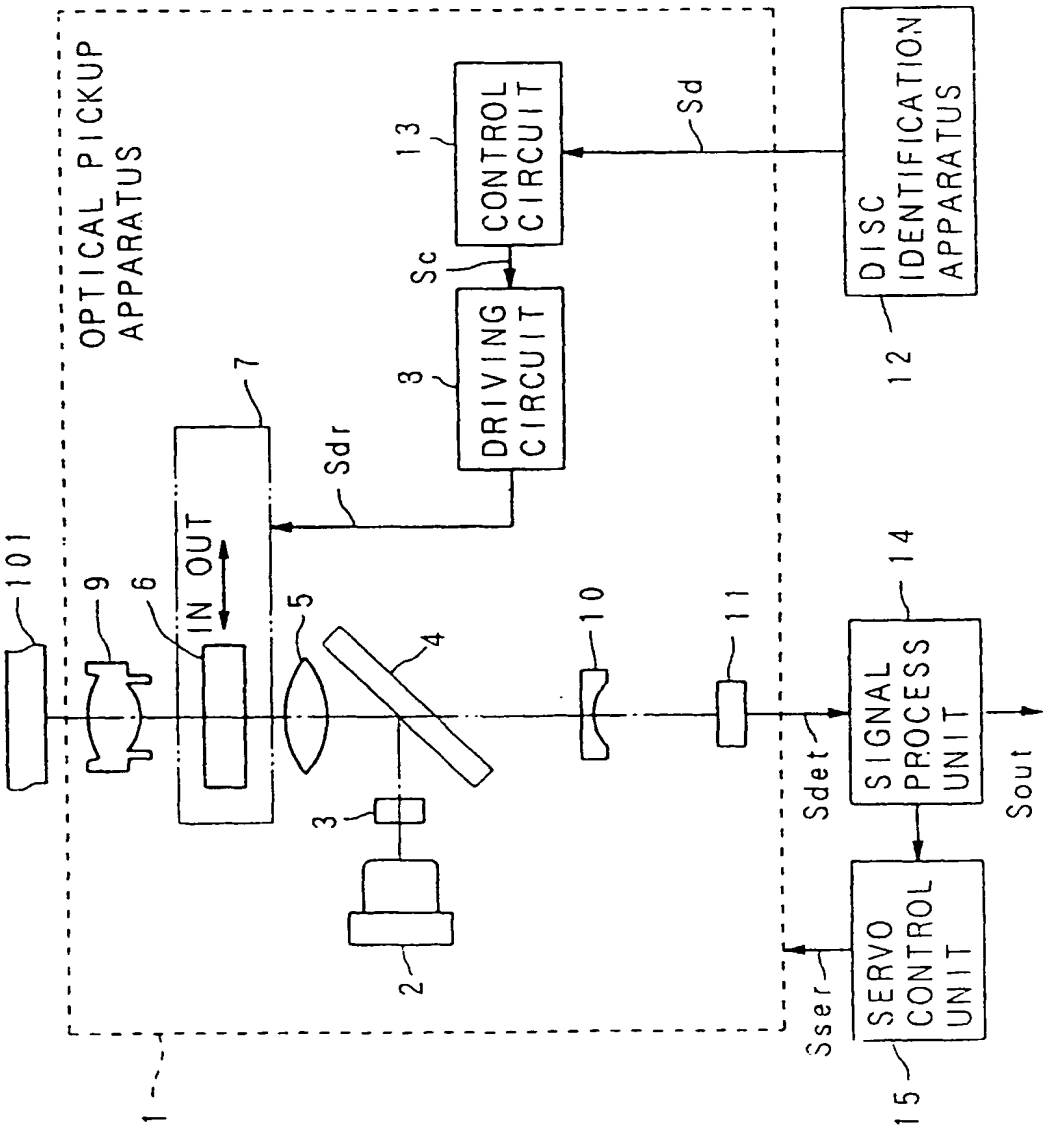 OPTICAL PICKUP
APPARATUS
101
9
6
IN OUT
7
5
4
3
2
10
11
1
13
CONTROL
CIRCUIT
Sc
3
DRIVING
CIRCUIT
Sdr
Sd
DISC
IDENTIFICATION
APPARATUS
12
Sdet
14
SIGNAL
PROCESS
UNIT
Sout
Sser
SERVO
CONTROL
UNIT
15